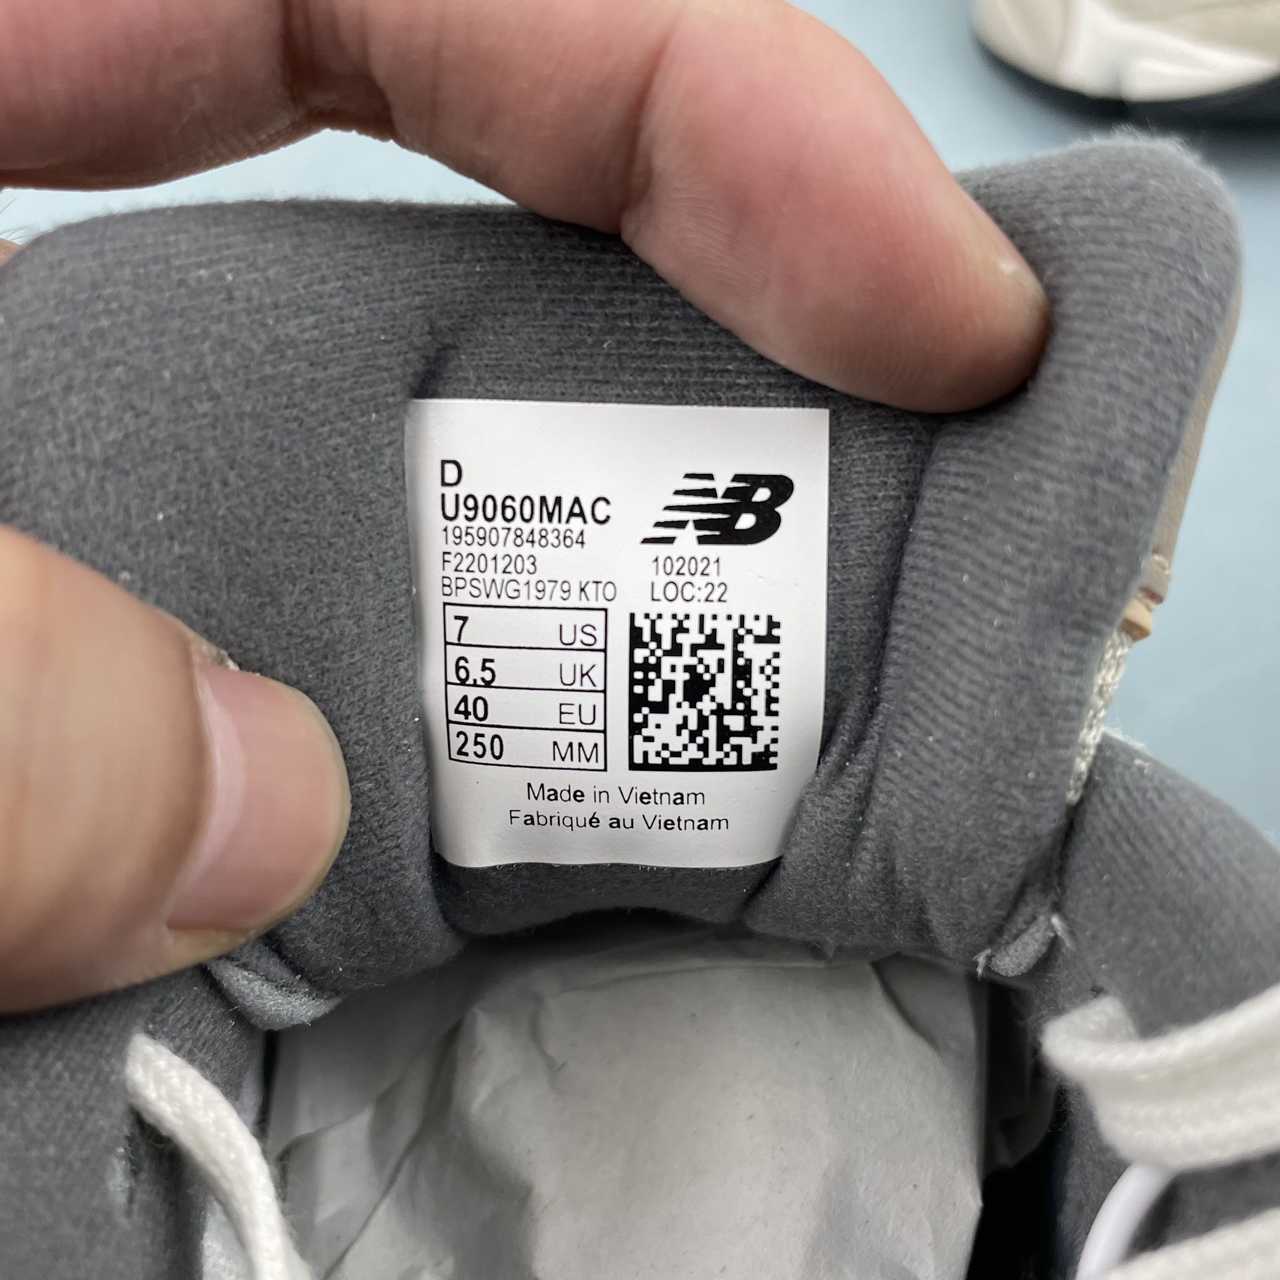 D
U9060MAC
195907848364
F2201203
BPSWG1979 KTO
NB
102021
LOC:22
7 US
6.5 UK
40 EU
250 MM
Made in Vietnam
Fabriqué au Vietnam